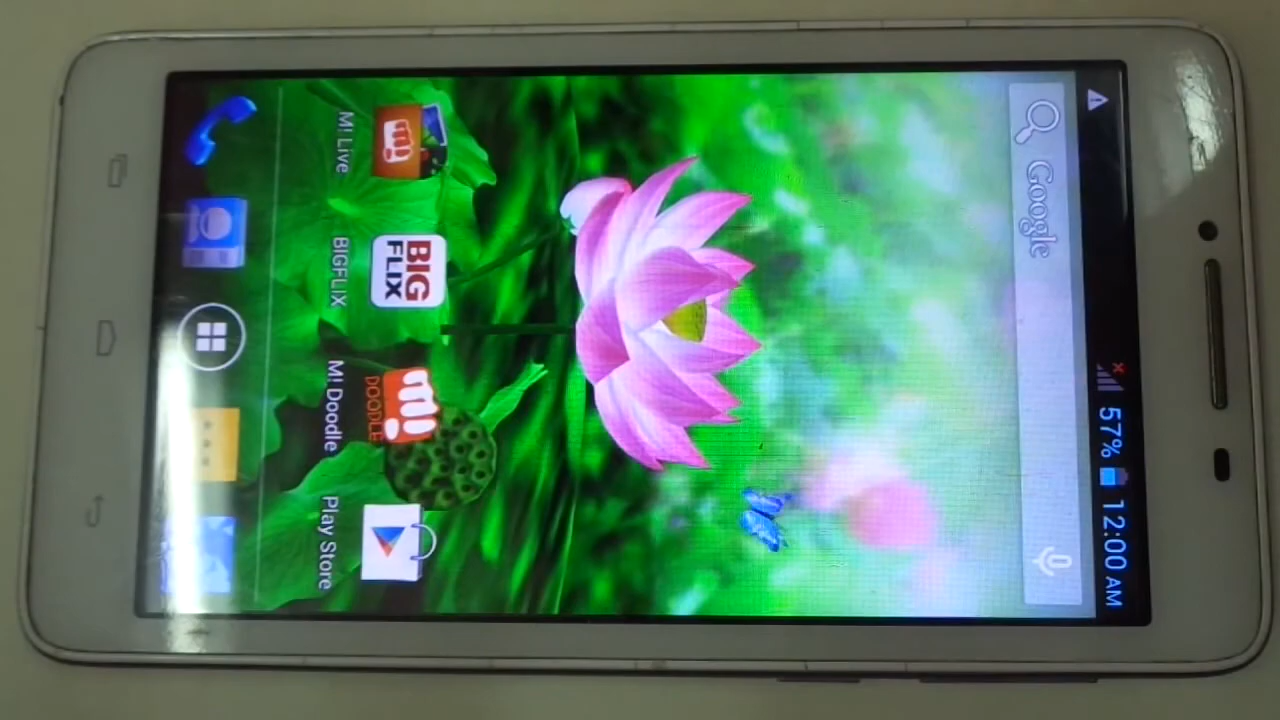 57% 12:00 AM
Google
M! Live
BIGFLIX
M! Doodle
Play Store
mi
BIG
FLIX
mi
DOODLE